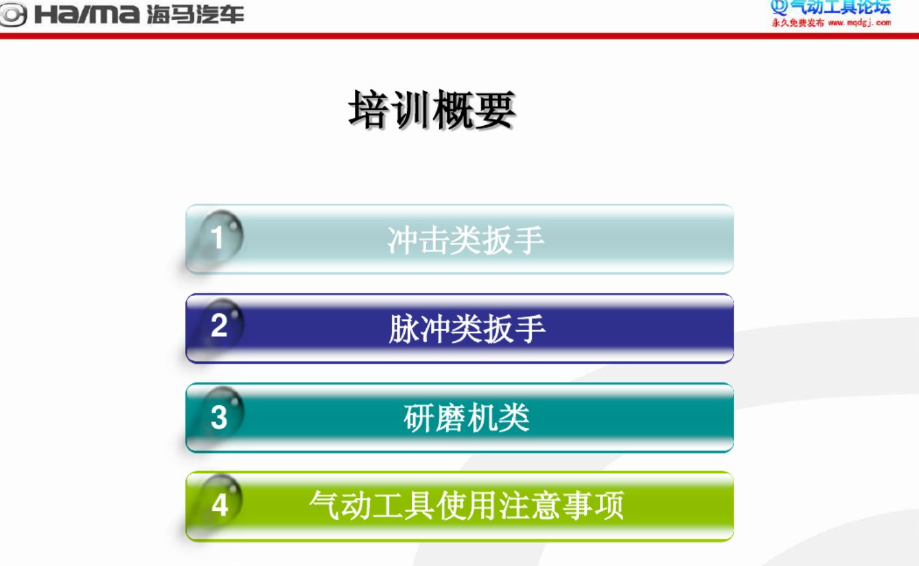 Haima 海马汽车
气动工具论坛
永久免费发布 www.mqdgj.com
培训概要
1 冲击类扳手
2 脉冲类扳手
3 研磨机类
4 气动工具使用注意事项